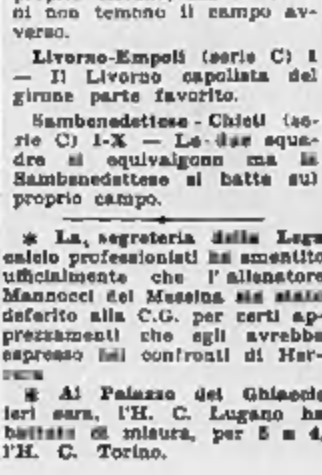 ni non temono il campo av-
verso.
Livorno-Empoli (serie C) 1
— Il Livorno capolista del
girone parte favorito.
Sambenedettese - Chieti (se-
rie C) 1-X — Le due squa-
dre si equivalgono ma la
Sambenedettese si batte sul
proprio campo.
* La segreteria della Lega
calcio professionisti ha smentito
ufficialmente che l'allenatore
Mannocci del Messina sia stato
deferito alla C.G. per certi ap-
prezzamenti che egli avrebbe
espresso nei confronti di Her-
rera
* Al Palazzo del Ghiaccio
ieri sera, l'H. C. Lugano ha
battuto di misura, per 5 a 4,
l'H. C. Torino.